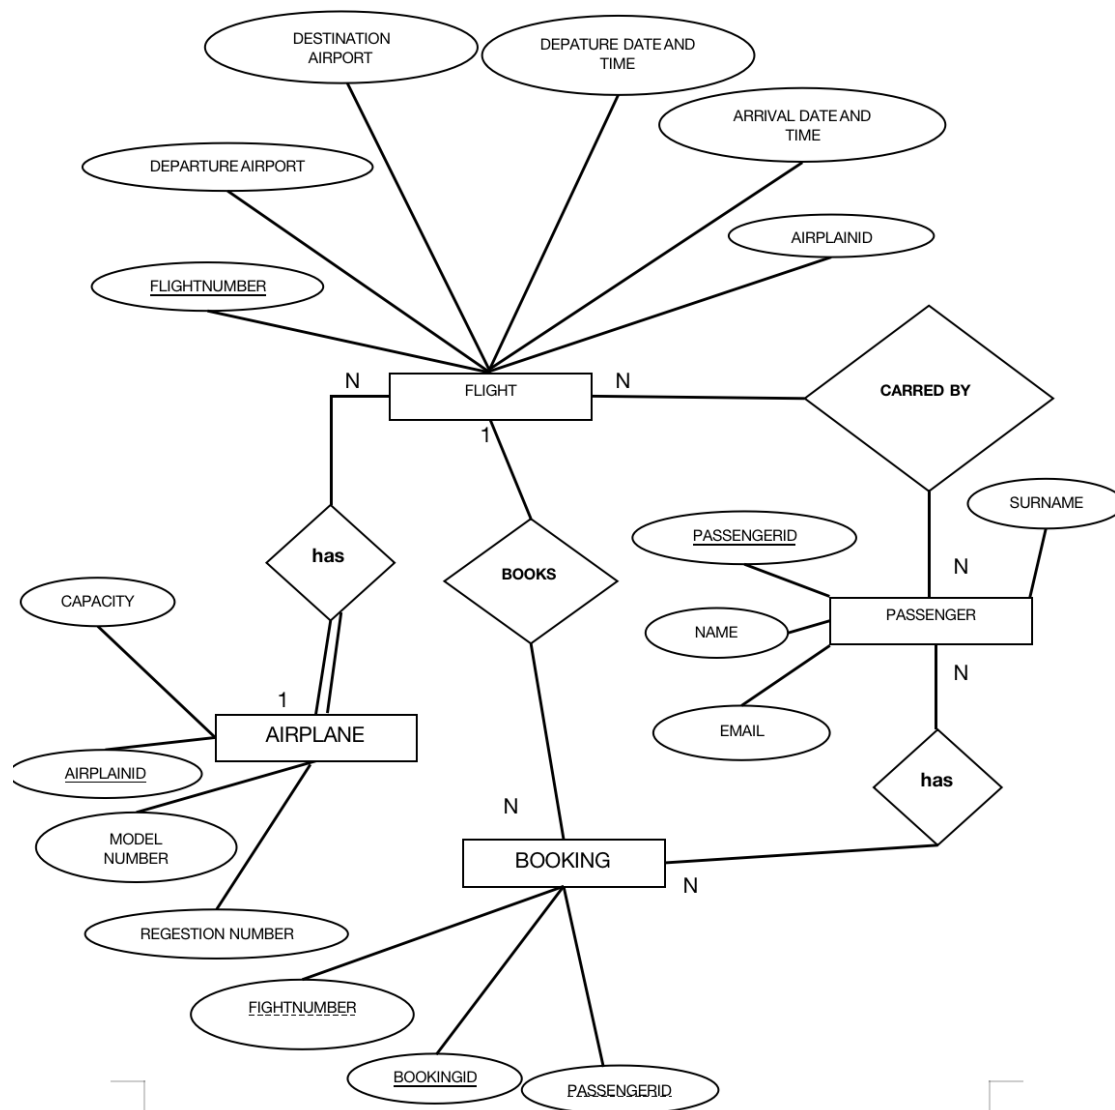 DESTINATION
AIRPORT
DEPATURE DATE AND
TIME
ARRIVAL DATE AND
TIME
DEPARTURE AIRPORT
AIRPLAINID
FLIGHTNUMBER
N
FLIGHT
N
CARRED BY
1
SURNAME
PASSENGERID
has
BOOKS
N
CAPACITY
PASSENGER
NAME
N
1
AIRPLANE
EMAIL
AIRPLAINID
has
N
MODEL
NUMBER
BOOKING
N
REGESTION NUMBER
FIGHTNUMBER
BOOKINGID
PASSENGERID